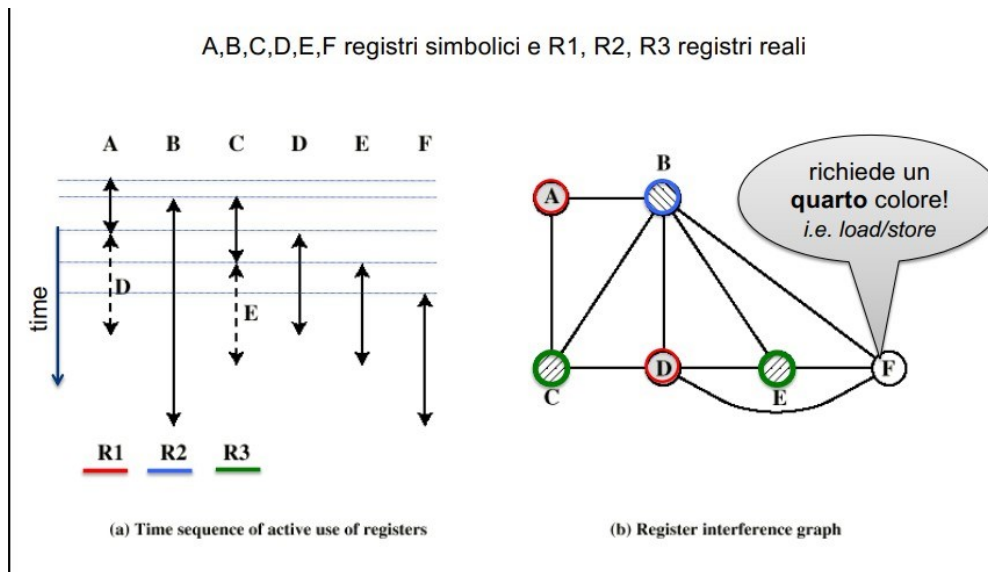 A,B,C,D,E,F registri simbolici e R1, R2, R3 registri reali
A B C D E F
time
D
E
R1 R2 R3
(a) Time sequence of active use of registers
B
A
richiede un
quarto colore!
i.e. load/store
D
F
C
E
(b) Register interference graph